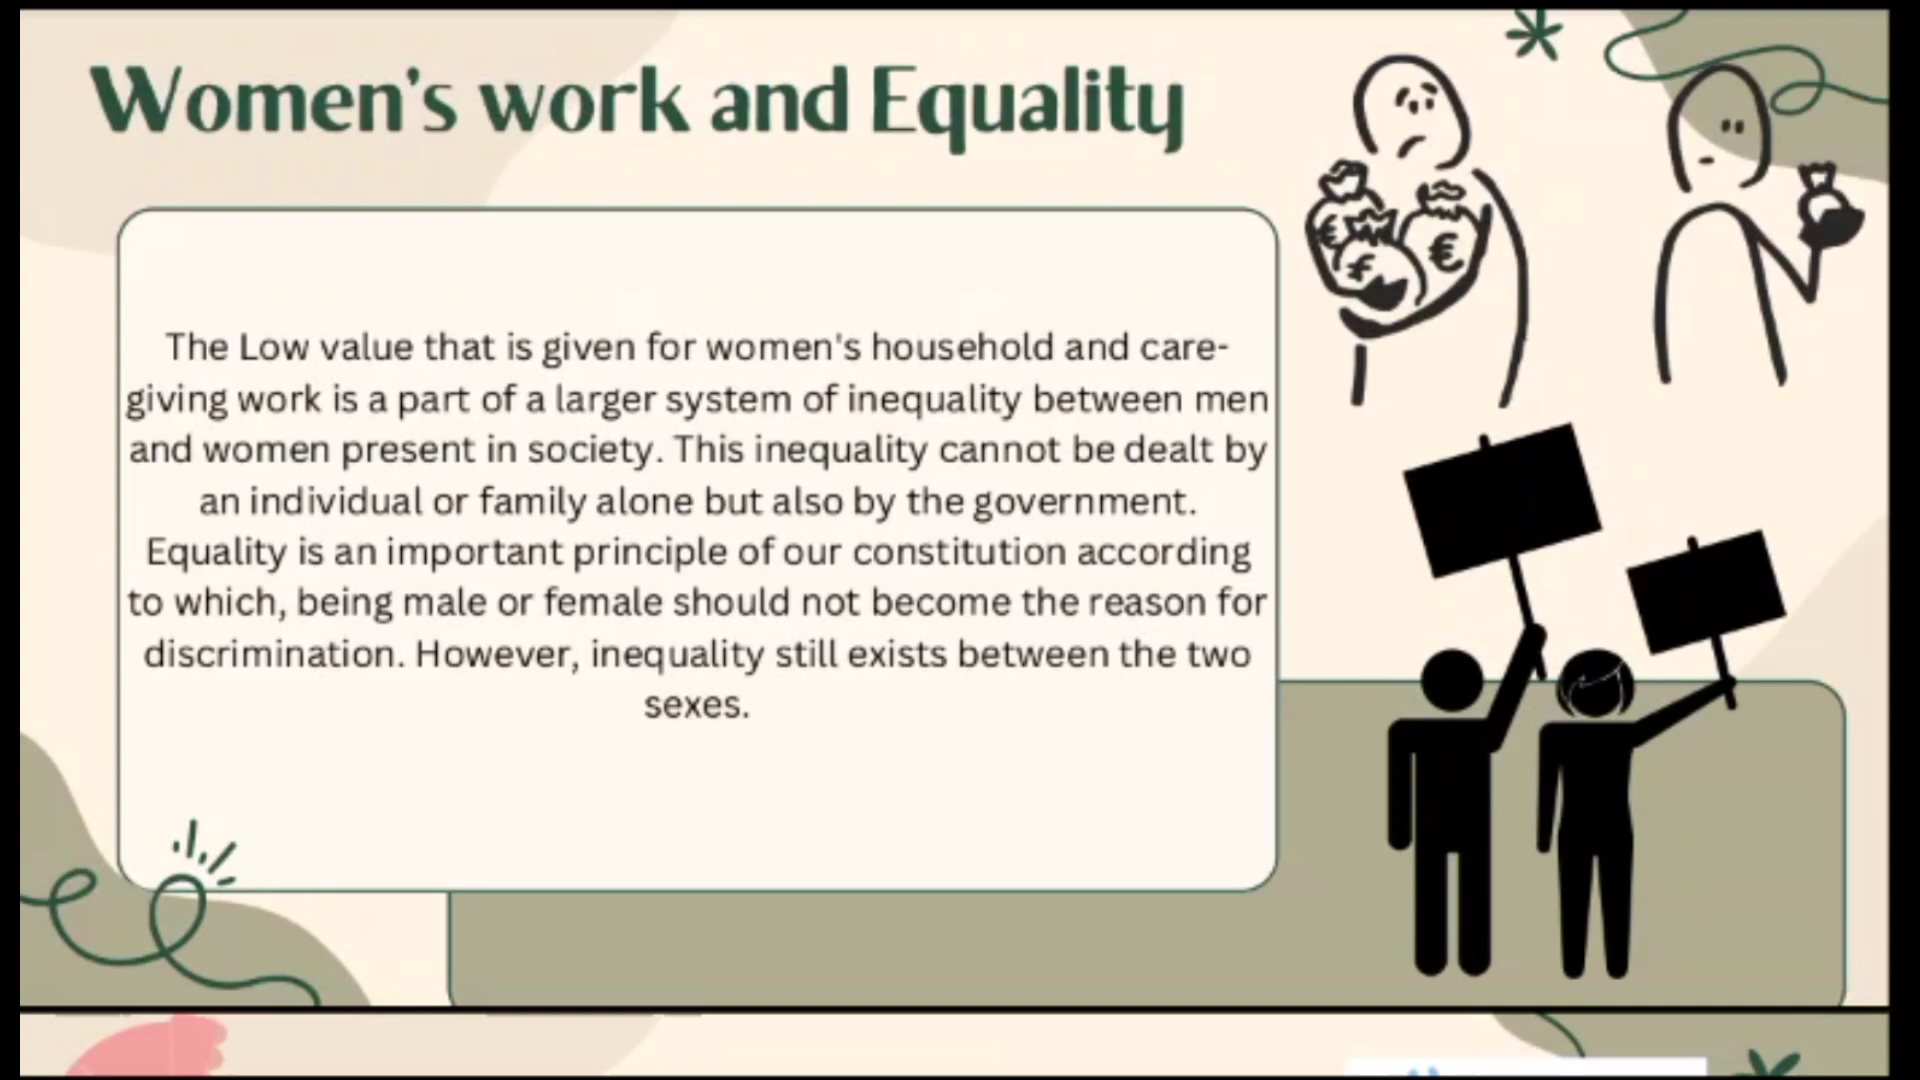 Women's work and Equality
The Low value that is given for women's household and care-
giving work is a part of a larger system of inequality between men
and women present in society. This inequality cannot be dealt by
an individual or family alone but also by the government.
Equality is an important principle of our constitution according
to which, being male or female should not become the reason for
discrimination. However, inequality still exists between the two
sexes.
€
€
€